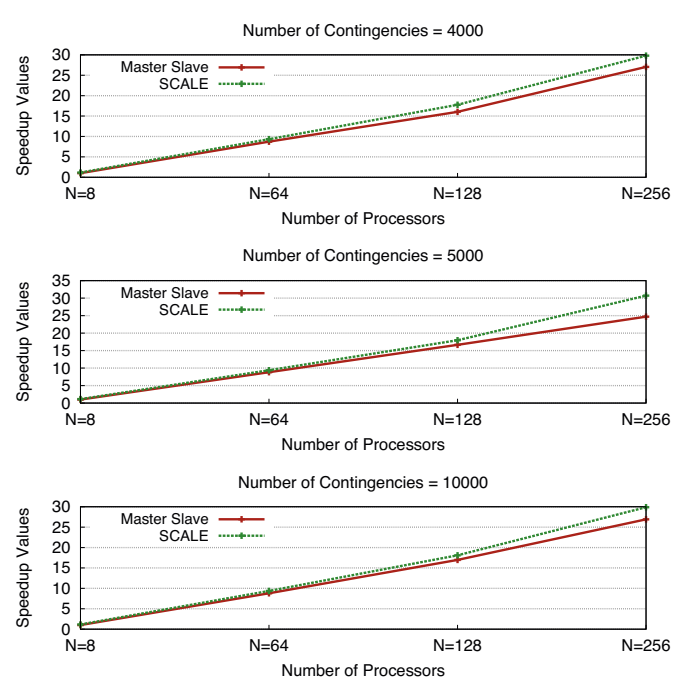 Number of Contingencies = 4000
30
25
20
15
10
5
0
Speedup Values
Master Slave
SCALE
N=8 N=64 N=128 N=256
Number of Processors
Number of Contingencies = 5000
35
30
25
20
15
10
5
0
Speedup Values
Master Slave
SCALE
N=8 N=64 N=128 N=256
Number of Processors
Number of Contingencies = 10000
30
25
20
15
10
5
0
Speedup Values
Master Slave
SCALE
N=8 N=64 N=128 N=256
Number of Processors